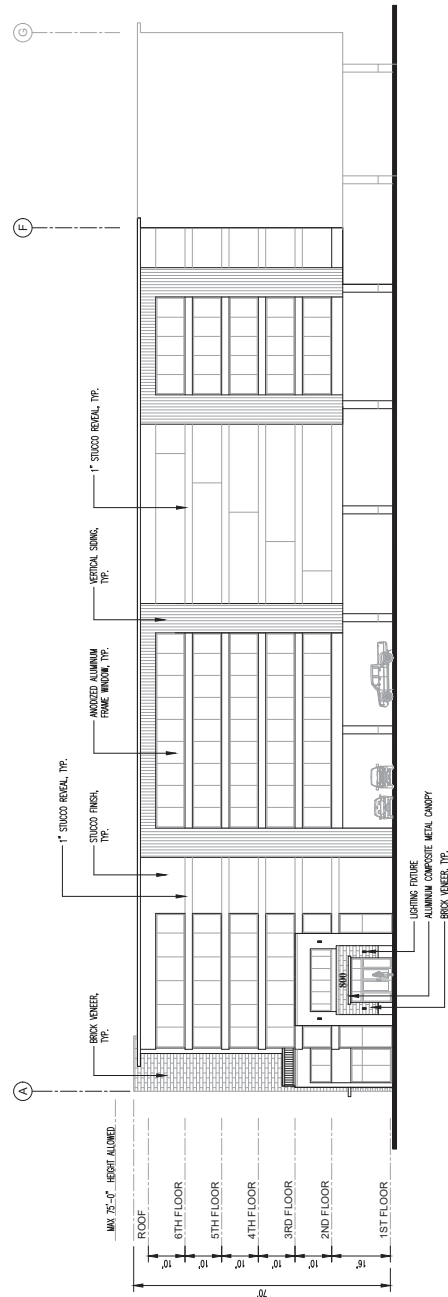 A
F
G
MAX 75'-0" HEIGHT ALLOWED
ROOF
6TH FLOOR
5TH FLOOR
4TH FLOOR
3RD FLOOR
2ND FLOOR
1ST FLOOR
70'
10'
10'
10'
10'
10'
16'
BRICK VENEER,
TYP.
1" STUCCO REVEAL, TYP.
STUCCO FINISH,
TYP.
ANODIZED ALUMINUM
FRAME WINDOW, TYP.
VERTICAL SIDING,
TYP.
1" STUCCO REVEAL, TYP.
800
LIGHTING FIXTURE
ALUMINUM COMPOSITE METAL CANOPY
BRICK VENEER, TYP.